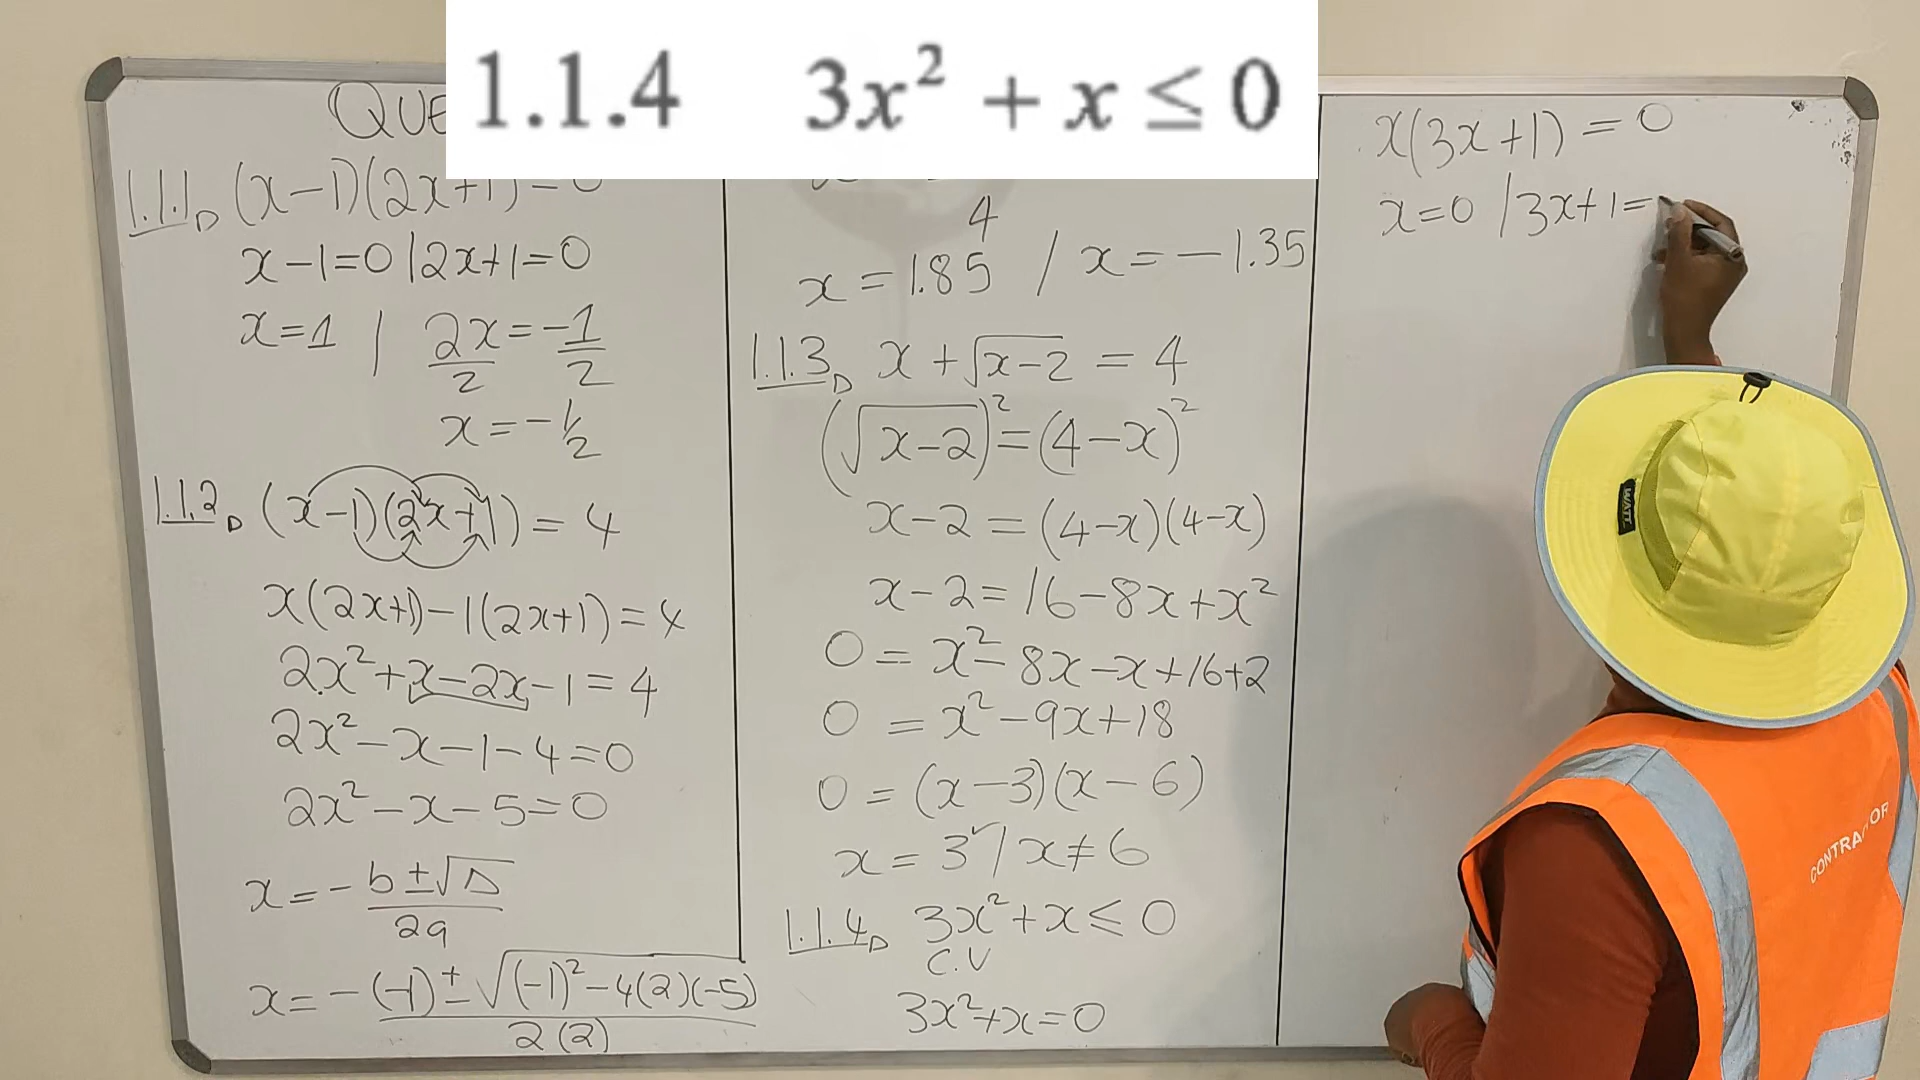 1.1.4 3x² + x ≤ 0
QUE
1.1.1 (x-1)(2x+1)=0
x-1=0 | 2x+1=0
x=1 | 2x/2 = -1/2
x=-1/2
1.1.2 (x-1)(2x+1) = 4
x(2x+1)-1(2x+1)=4
2x²+x-2x-1=4
2x²-x-1-4=0
2x²-x-5=0
x = - b±√Δ / 2a
x = - (-1) ± √(-1)²-4(2)(-5) / 2(2)
4
x = 1.85 / x = -1.35
1.1.3 x+√x-2 = 4
(√x-2)² = (4-x)²
x-2 = (4-x)(4-x)
x-2 = 16-8x+x²
0 = x²-8x-x+16+2
0 = x²-9x+18
0 = (x-3)(x-6)
x = 3✓ / x≠6
1.1.4 3x²+x ≤ 0
C.V
3x²+x=0
x(3x+1) = 0
x=0 / 3x+1=
WATT
CONTRACTOR